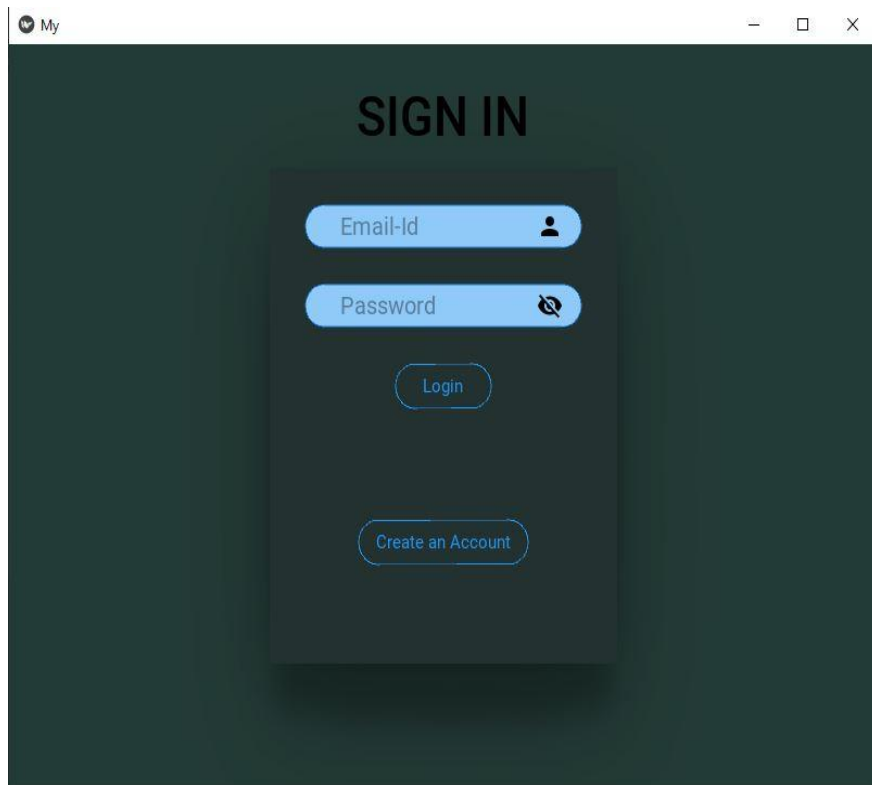 My
SIGN IN
Email-Id
Password
Login
Create an Account